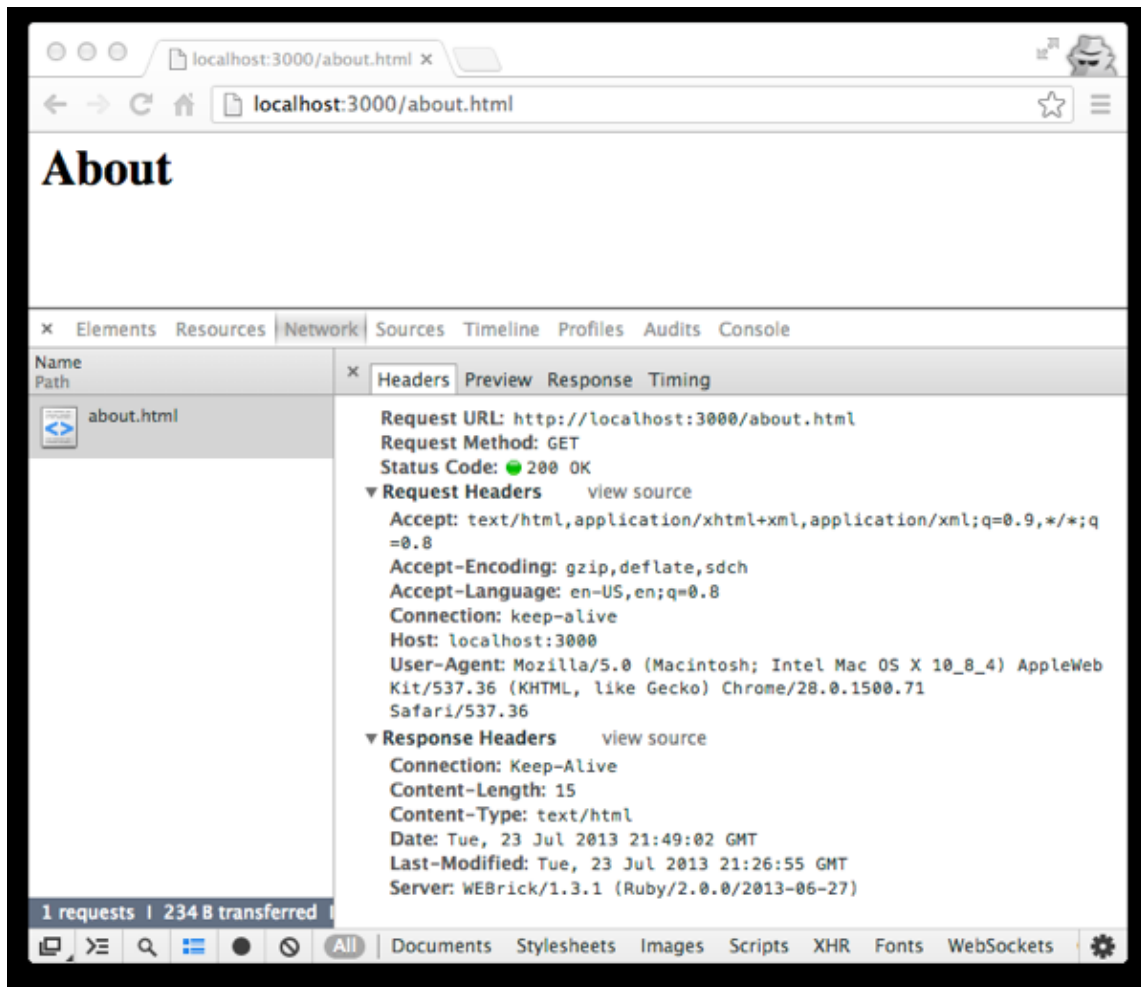 localhost:3000/about.html ×
localhost:3000/about.html
About
× Elements Resources Network Sources Timeline Profiles Audits Console
Name
Path
× Headers Preview Response Timing
about.html
Request URL: http://localhost:3000/about.html
Request Method: GET
Status Code: 200 OK
▼ Request Headers view source
Accept: text/html,application/xhtml+xml,application/xml;q=0.9,*/*;q
=0.8
Accept-Encoding: gzip,deflate,sdch
Accept-Language: en-US,en;q=0.8
Connection: keep-alive
Host: localhost:3000
User-Agent: Mozilla/5.0 (Macintosh; Intel Mac OS X 10_8_4) AppleWeb
Kit/537.36 (KHTML, like Gecko) Chrome/28.0.1500.71
Safari/537.36
▼ Response Headers view source
Connection: Keep-Alive
Content-Length: 15
Content-Type: text/html
Date: Tue, 23 Jul 2013 21:49:02 GMT
Last-Modified: Tue, 23 Jul 2013 21:26:55 GMT
Server: WEBrick/1.3.1 (Ruby/2.0.0/2013-06-27)
1 requests | 234 B transferred
All Documents Stylesheets Images Scripts XHR Fonts WebSockets